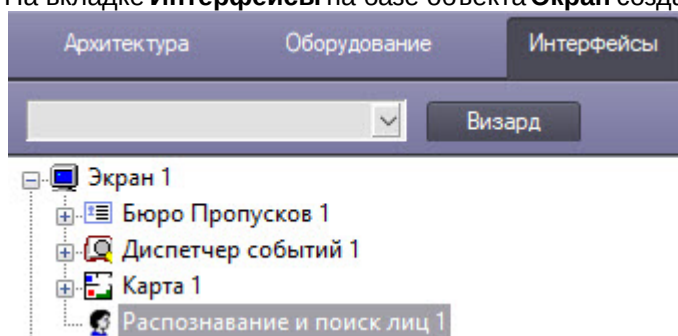 На вкладке Интерфейсы на базе объекта Экран
Архитектура Оборудование Интерфейсы
Визард
Экран 1
Бюро Пропусков 1
Диспетчер событий 1
Карта 1
Распознавание и поиск лиц 1